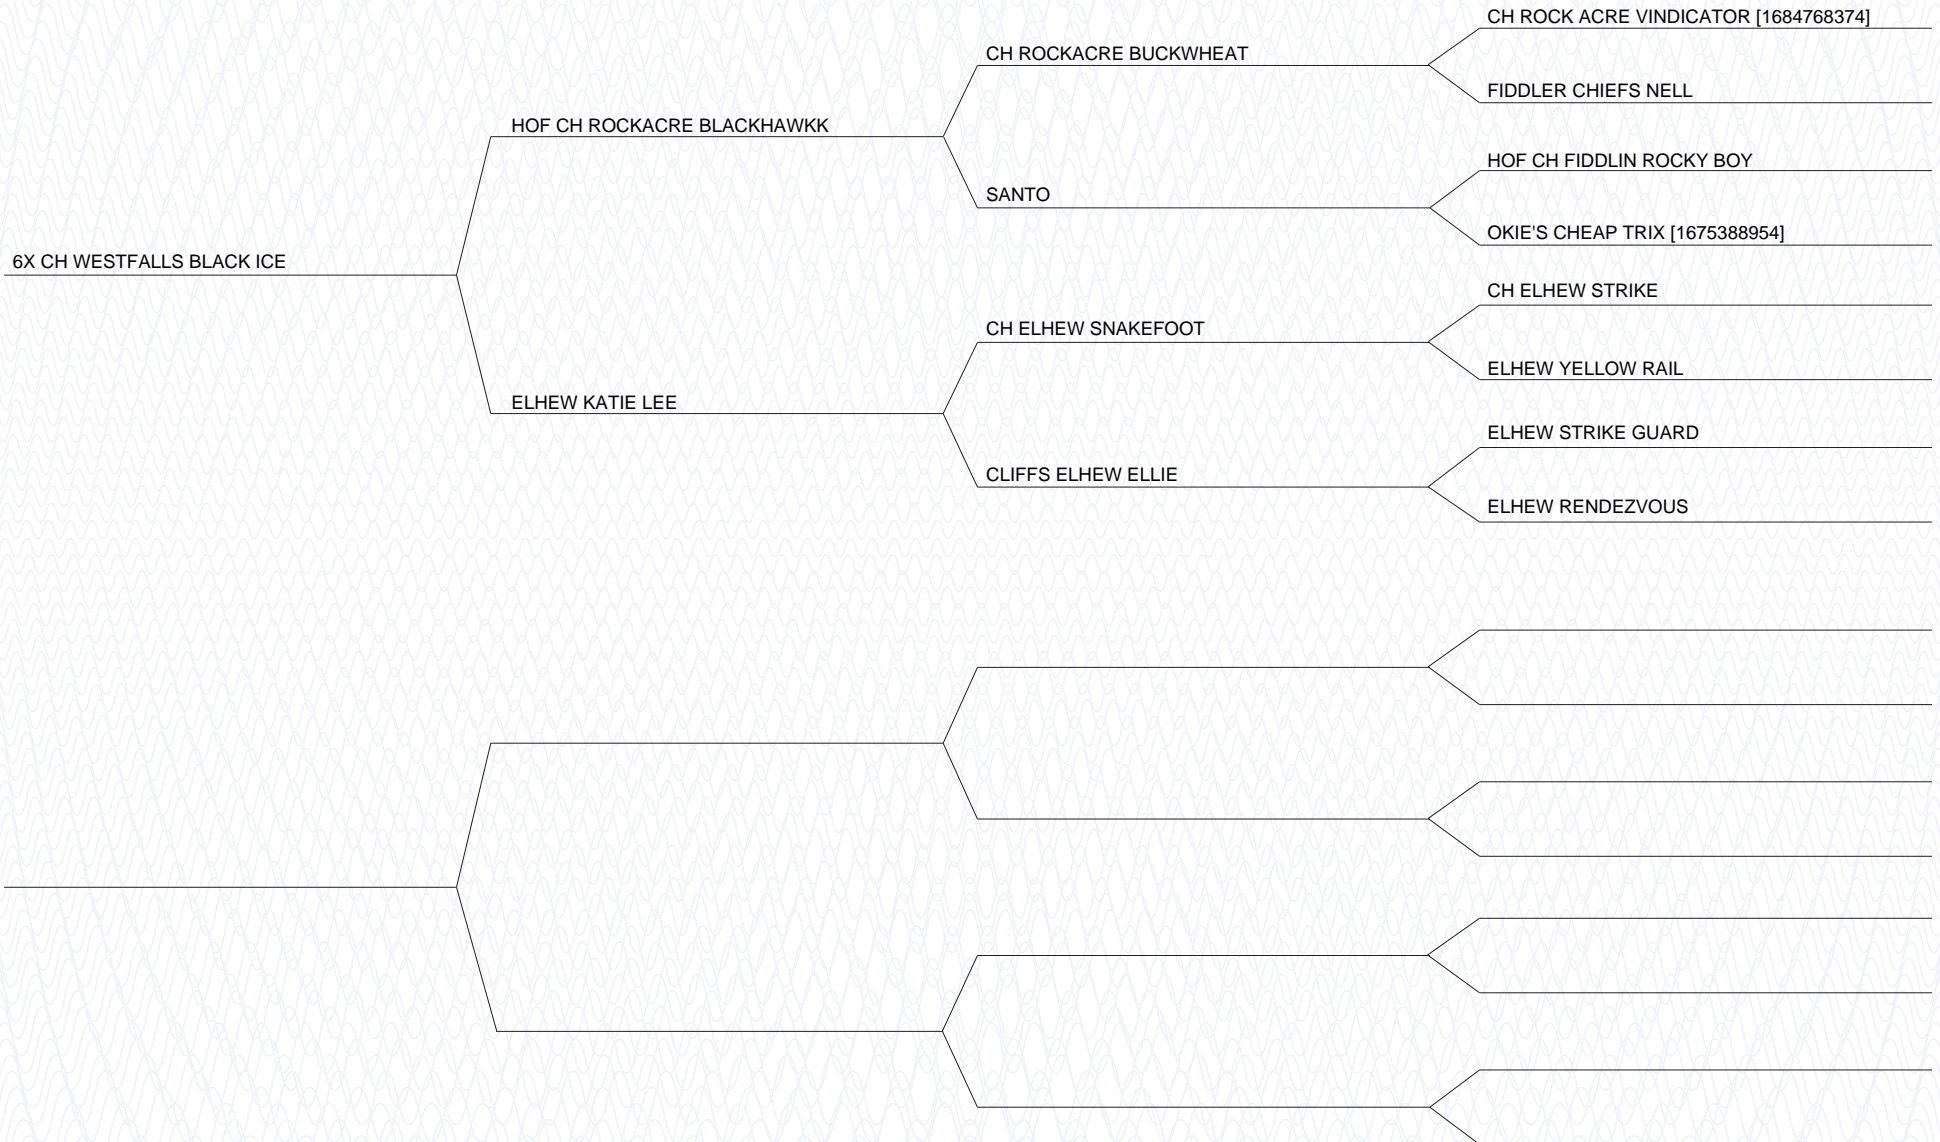 CH ROCK ACRE VINDICATOR [1684768374]
CH ROCKACRE BUCKWHEAT
FIDDLER CHIEFS NELL
HOF CH ROCKACRE BLACKHAWKK
HOF CH FIDDLIN ROCKY BOY
SANTO
OKIE'S CHEAP TRIX [1675388954]
6X CH WESTFALLS BLACK ICE
CH ELHEW STRIKE
CH ELHEW SNAKEFOOT
ELHEW YELLOW RAIL
ELHEW KATIE LEE
ELHEW STRIKE GUARD
CLIFFS ELHEW ELLIE
ELHEW RENDEZVOUS